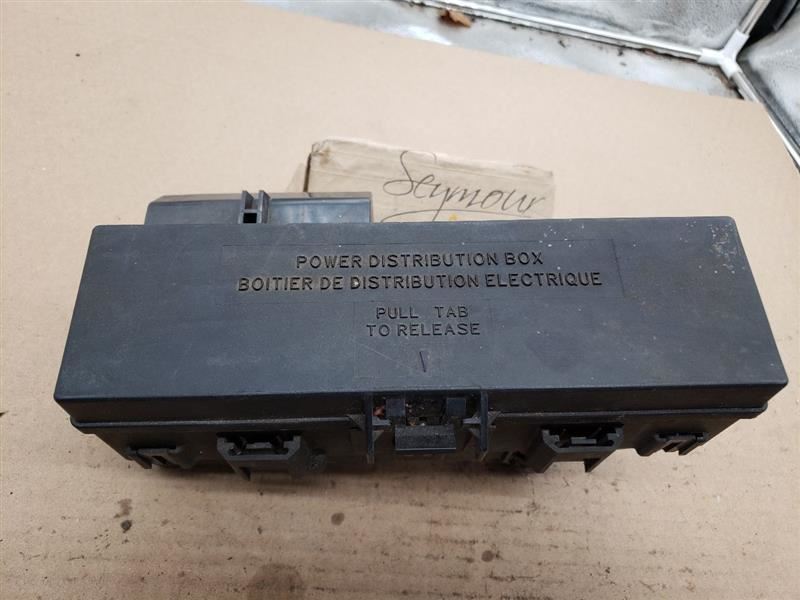 Seymour
POWER DISTRIBUTION BOX
BOITIER DE DISTRIBUTION ELECTRIQUE
PULL TAB
TO RELEASE